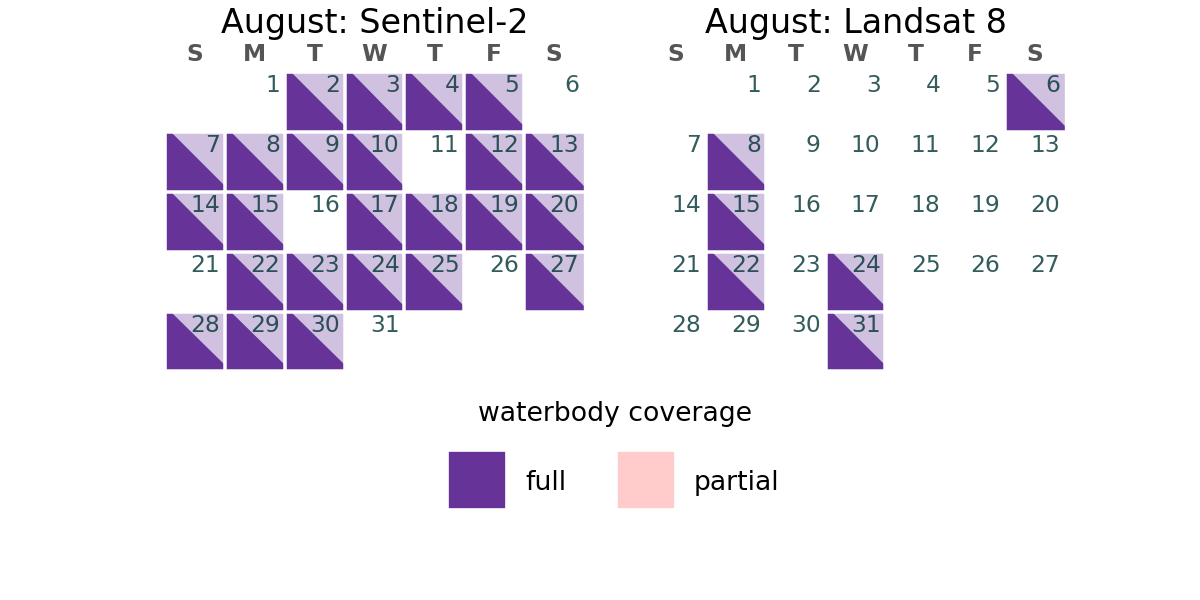 August: Sentinel-2
S M T W T F S
1 2 3 4 5 6
7 8 9 10 11 12 13
14 15 16 17 18 19 20
21 22 23 24 25 26 27
28 29 30 31
August: Landsat 8
S M T W T F S
1 2 3 4 5 6
7 8 9 10 11 12 13
14 15 16 17 18 19 20
21 22 23 24 25 26 27
28 29 30 31
waterbody coverage
full partial